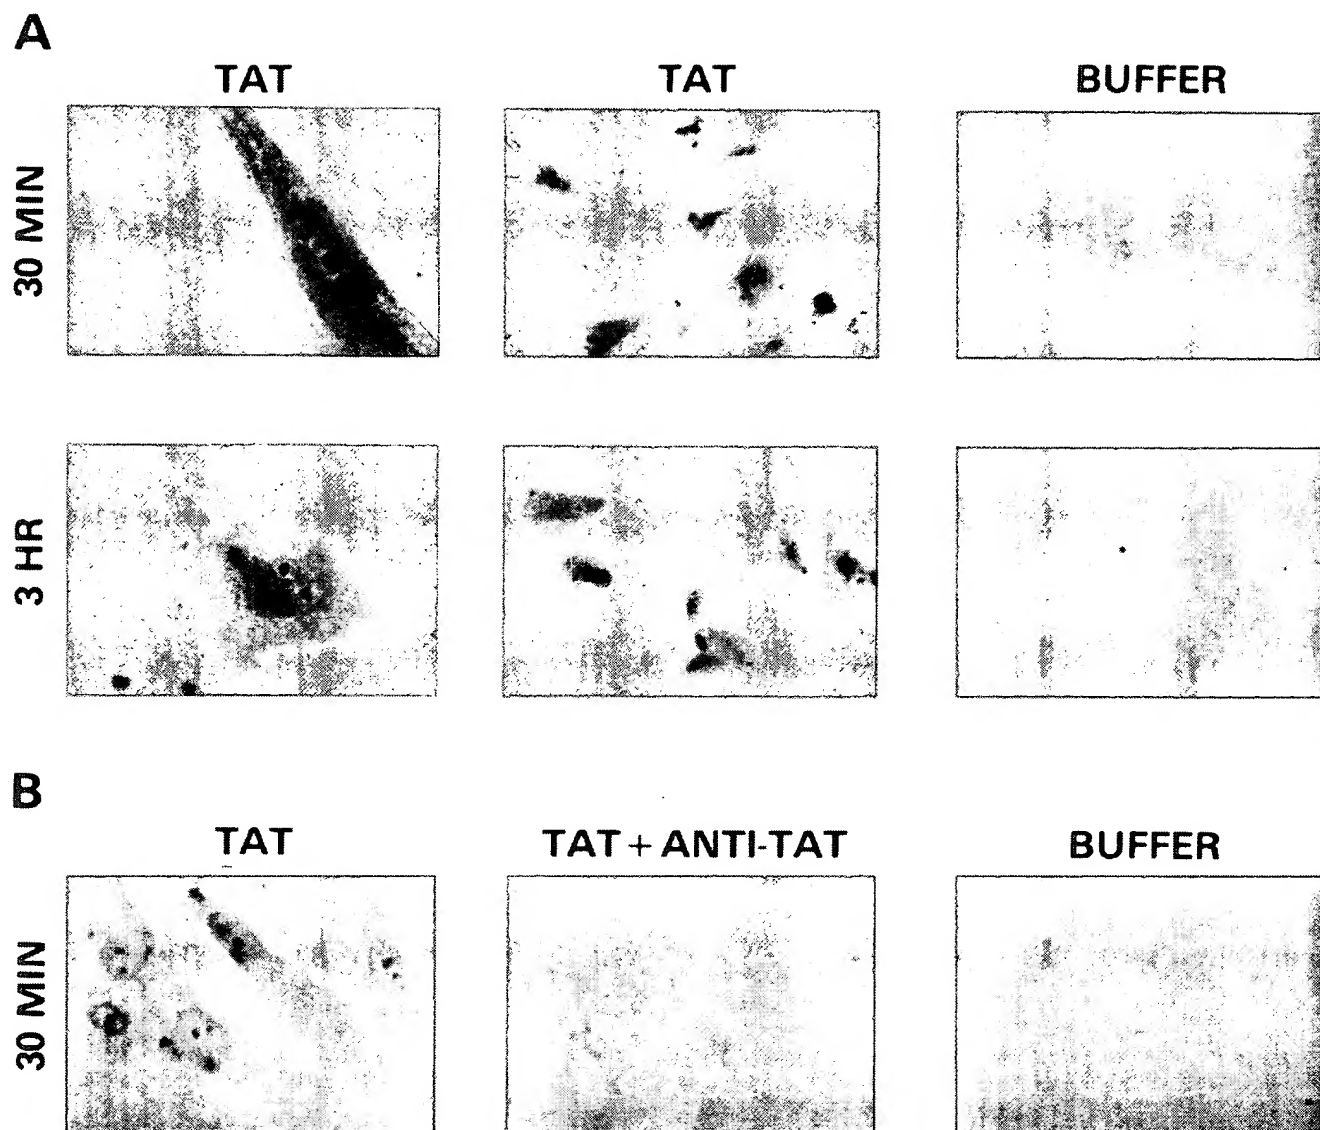 A
TAT TAT BUFFER
30 MIN
3 HR
B
TAT TAT + ANTI-TAT BUFFER
30 MIN